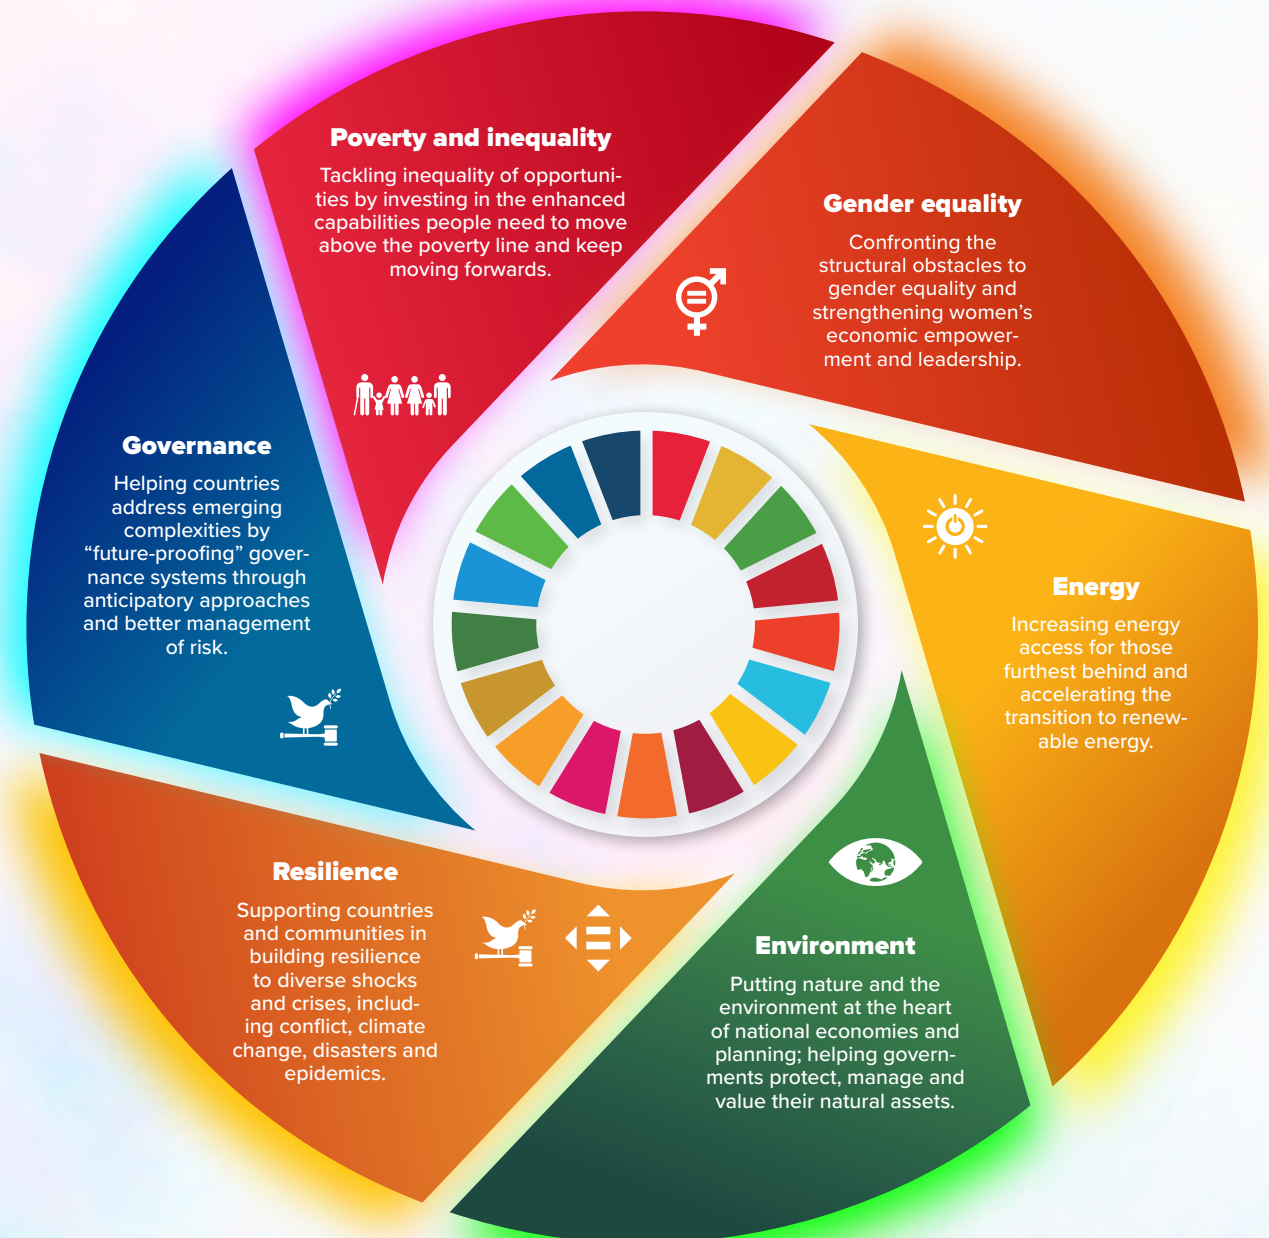 Poverty and inequality
Tackling inequality of opportuni-
ties by investing in the enhanced
capabilities people need to move
above the poverty line and keep
moving forwards.
Gender equality
Confronting the
structural obstacles to
gender equality and
strengthening women’s
economic empower-
ment and leadership.
Energy
Increasing energy
access for those
furthest behind and
accelerating the
transition to renew-
able energy.
Environment
Putting nature and the
environment at the heart
of national economies and
planning; helping govern-
ments protect, manage and
value their natural assets.
Resilience
Supporting countries
and communities in
building resilience
to diverse shocks
and crises, includ-
ing conflict, climate
change, disasters and
epidemics.
Governance
Helping countries
address emerging
complexities by
“future-proofing” gover-
nance systems through
anticipatory approaches
and better management
of risk.